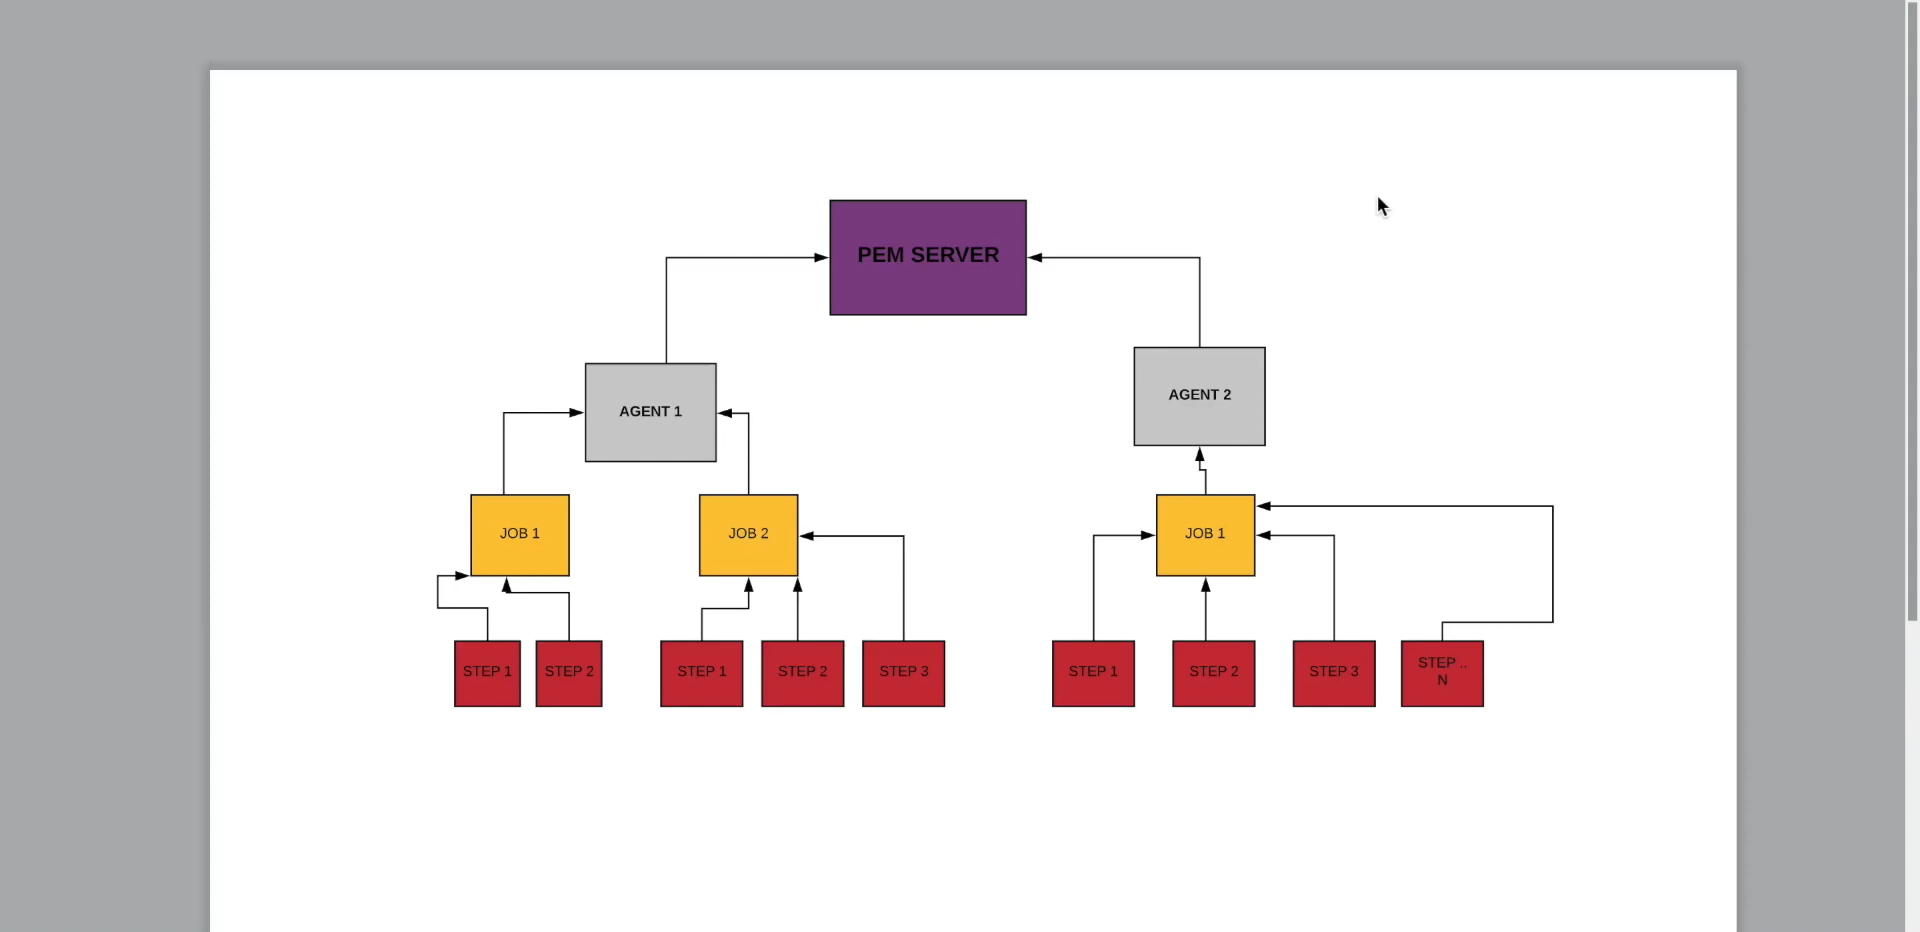 PEM SERVER
AGENT 1
AGENT 2
JOB 1
JOB 2
JOB 1
STEP 1
STEP 2
STEP 1
STEP 2
STEP 3
STEP 1
STEP 2
STEP 3
STEP ..
N